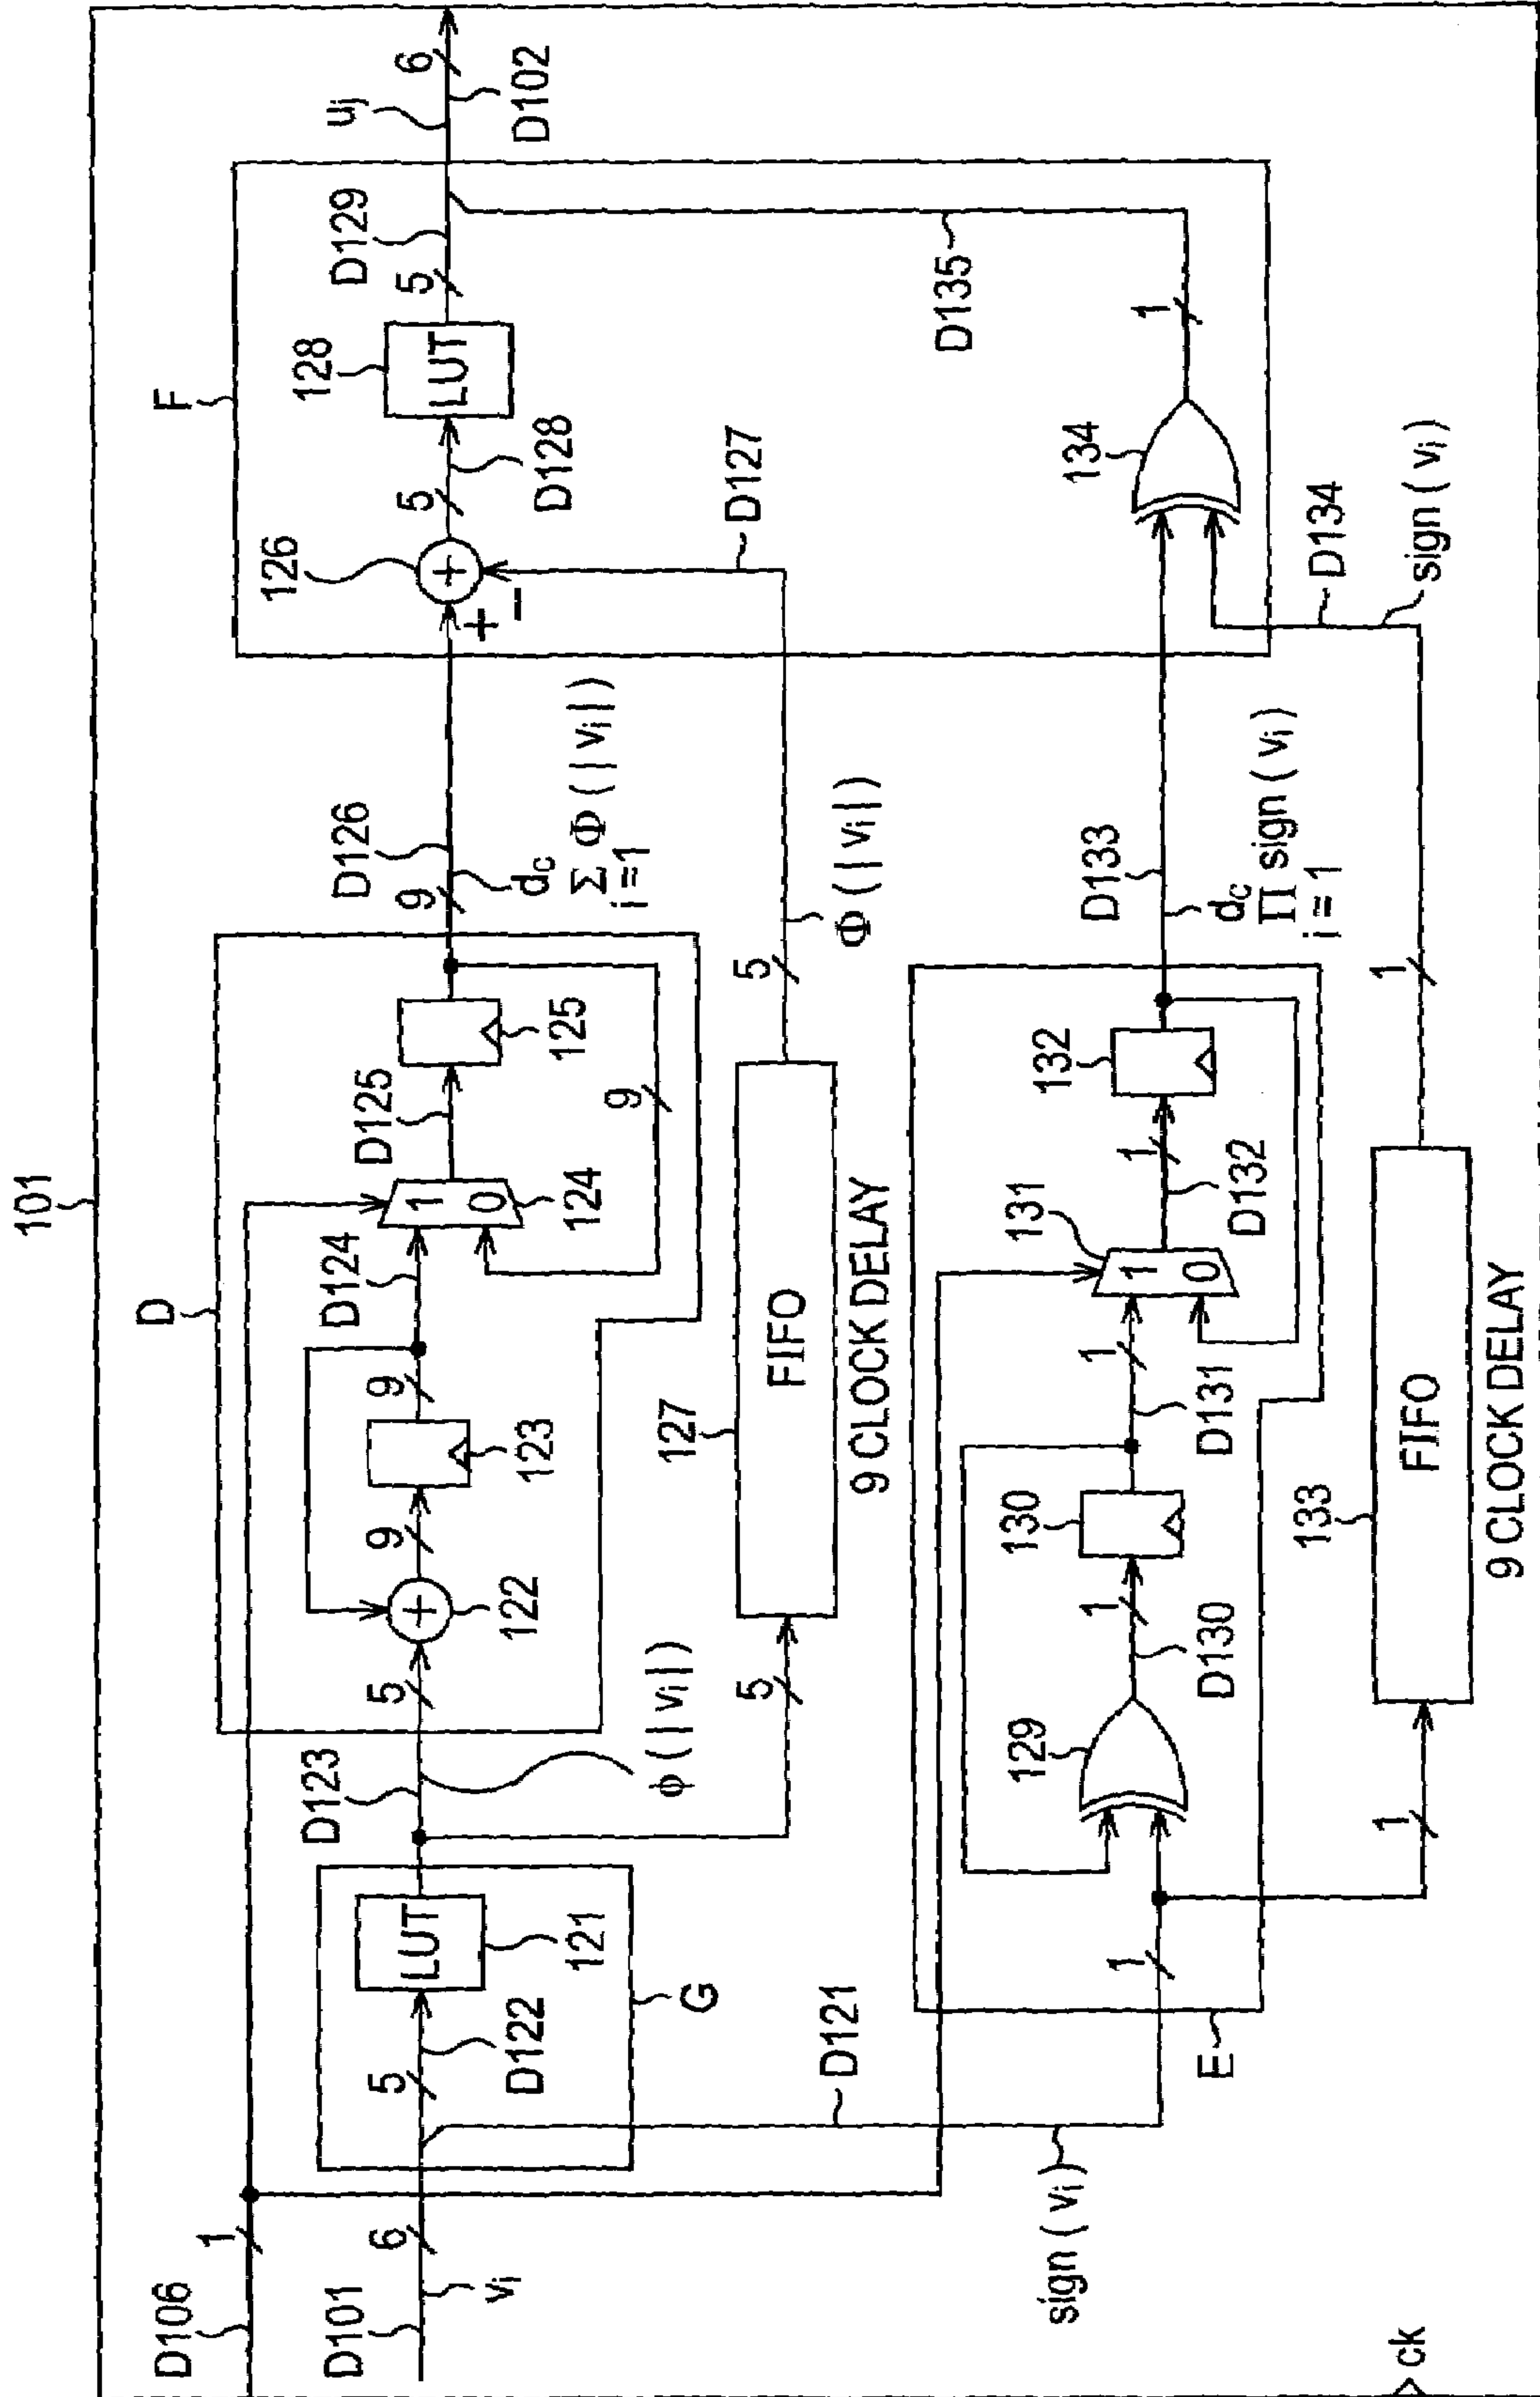 101
D106
1
D101
6
vi
G
5
D122
LUT
121
D123
ϕ ( | vi | )
D
5
122
9
123
9
D124
1
0
124
D125
125
9
9
D126
dc
Σ Φ ( | vi | )
i =1
F
126
+
−
5
D128
LUT
128
5
D129
uj
6
D102
5
127
FIFO
9 CLOCK DELAY
5
Φ ( | vi | )
D127
D135
sign ( vi )
D121
E
1
129
1
D130
130
1
D131
131
1
0
1
D132
132
D133
dc
Π sign ( vi )
i = 1
134
1
1
133
FIFO
9 CLOCK DELAY
1
D134
sign ( vi )
ck